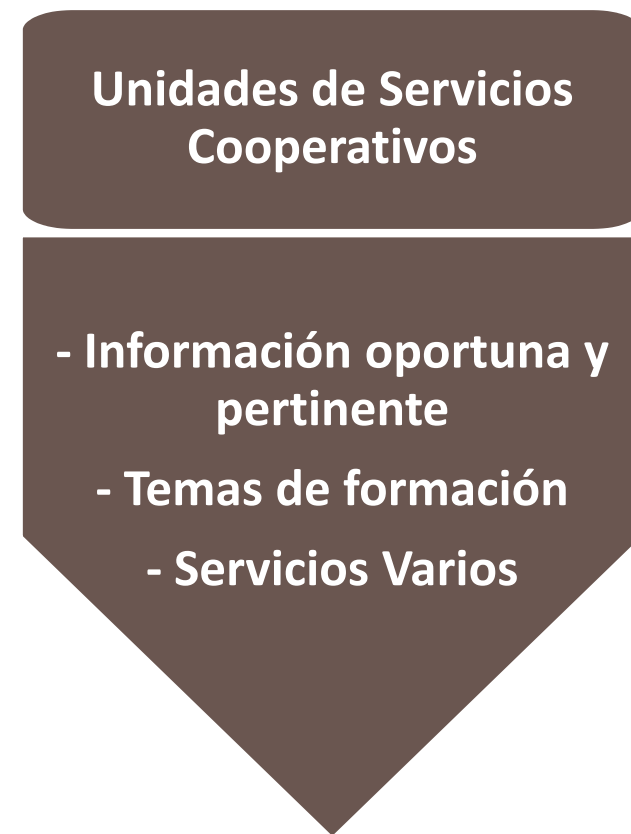 Unidades de Servicios
Cooperativos
- Información oportuna y
pertinente
- Temas de formación
- Servicios Varios